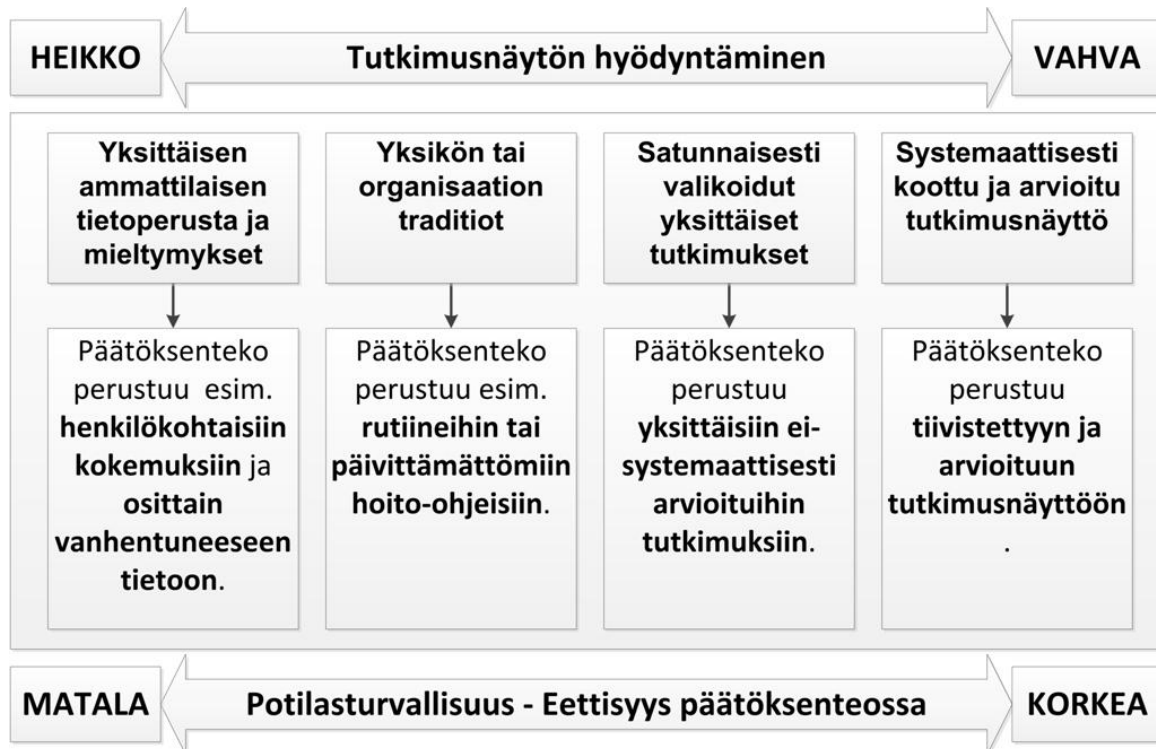 HEIKKO
Tutkimusnäytön hyödyntäminen
VAHVA
Yksittäisen
ammattilaisen
tietoperusta ja
mieltymykset
Yksikön tai
organisaation
traditiot
Satunnaisesti
valikoidut
yksittäiset
tutkimukset
Systemaattisesti
koottu ja arvioitu
tutkimusnäyttö
Päätöksenteko
perustuu esim.
henkilökohtaisiin
kokemuksiin ja
osittain
vanhentuneeseen
tietoon.
Päätöksenteko
perustuu esim.
rutiineihin tai
päivittämättömiin
hoito-ohjeisiin.
Päätöksenteko
perustuu
yksittäisiin ei-
systemaattisesti
arvioituihin
tutkimuksiin.
Päätöksenteko
perustuu
tiivistettyyn ja
arvioituun
tutkimusnäyttöön
.
MATALA
Potilasturvallisuus - Eettisyys päätöksenteossa
KORKEA